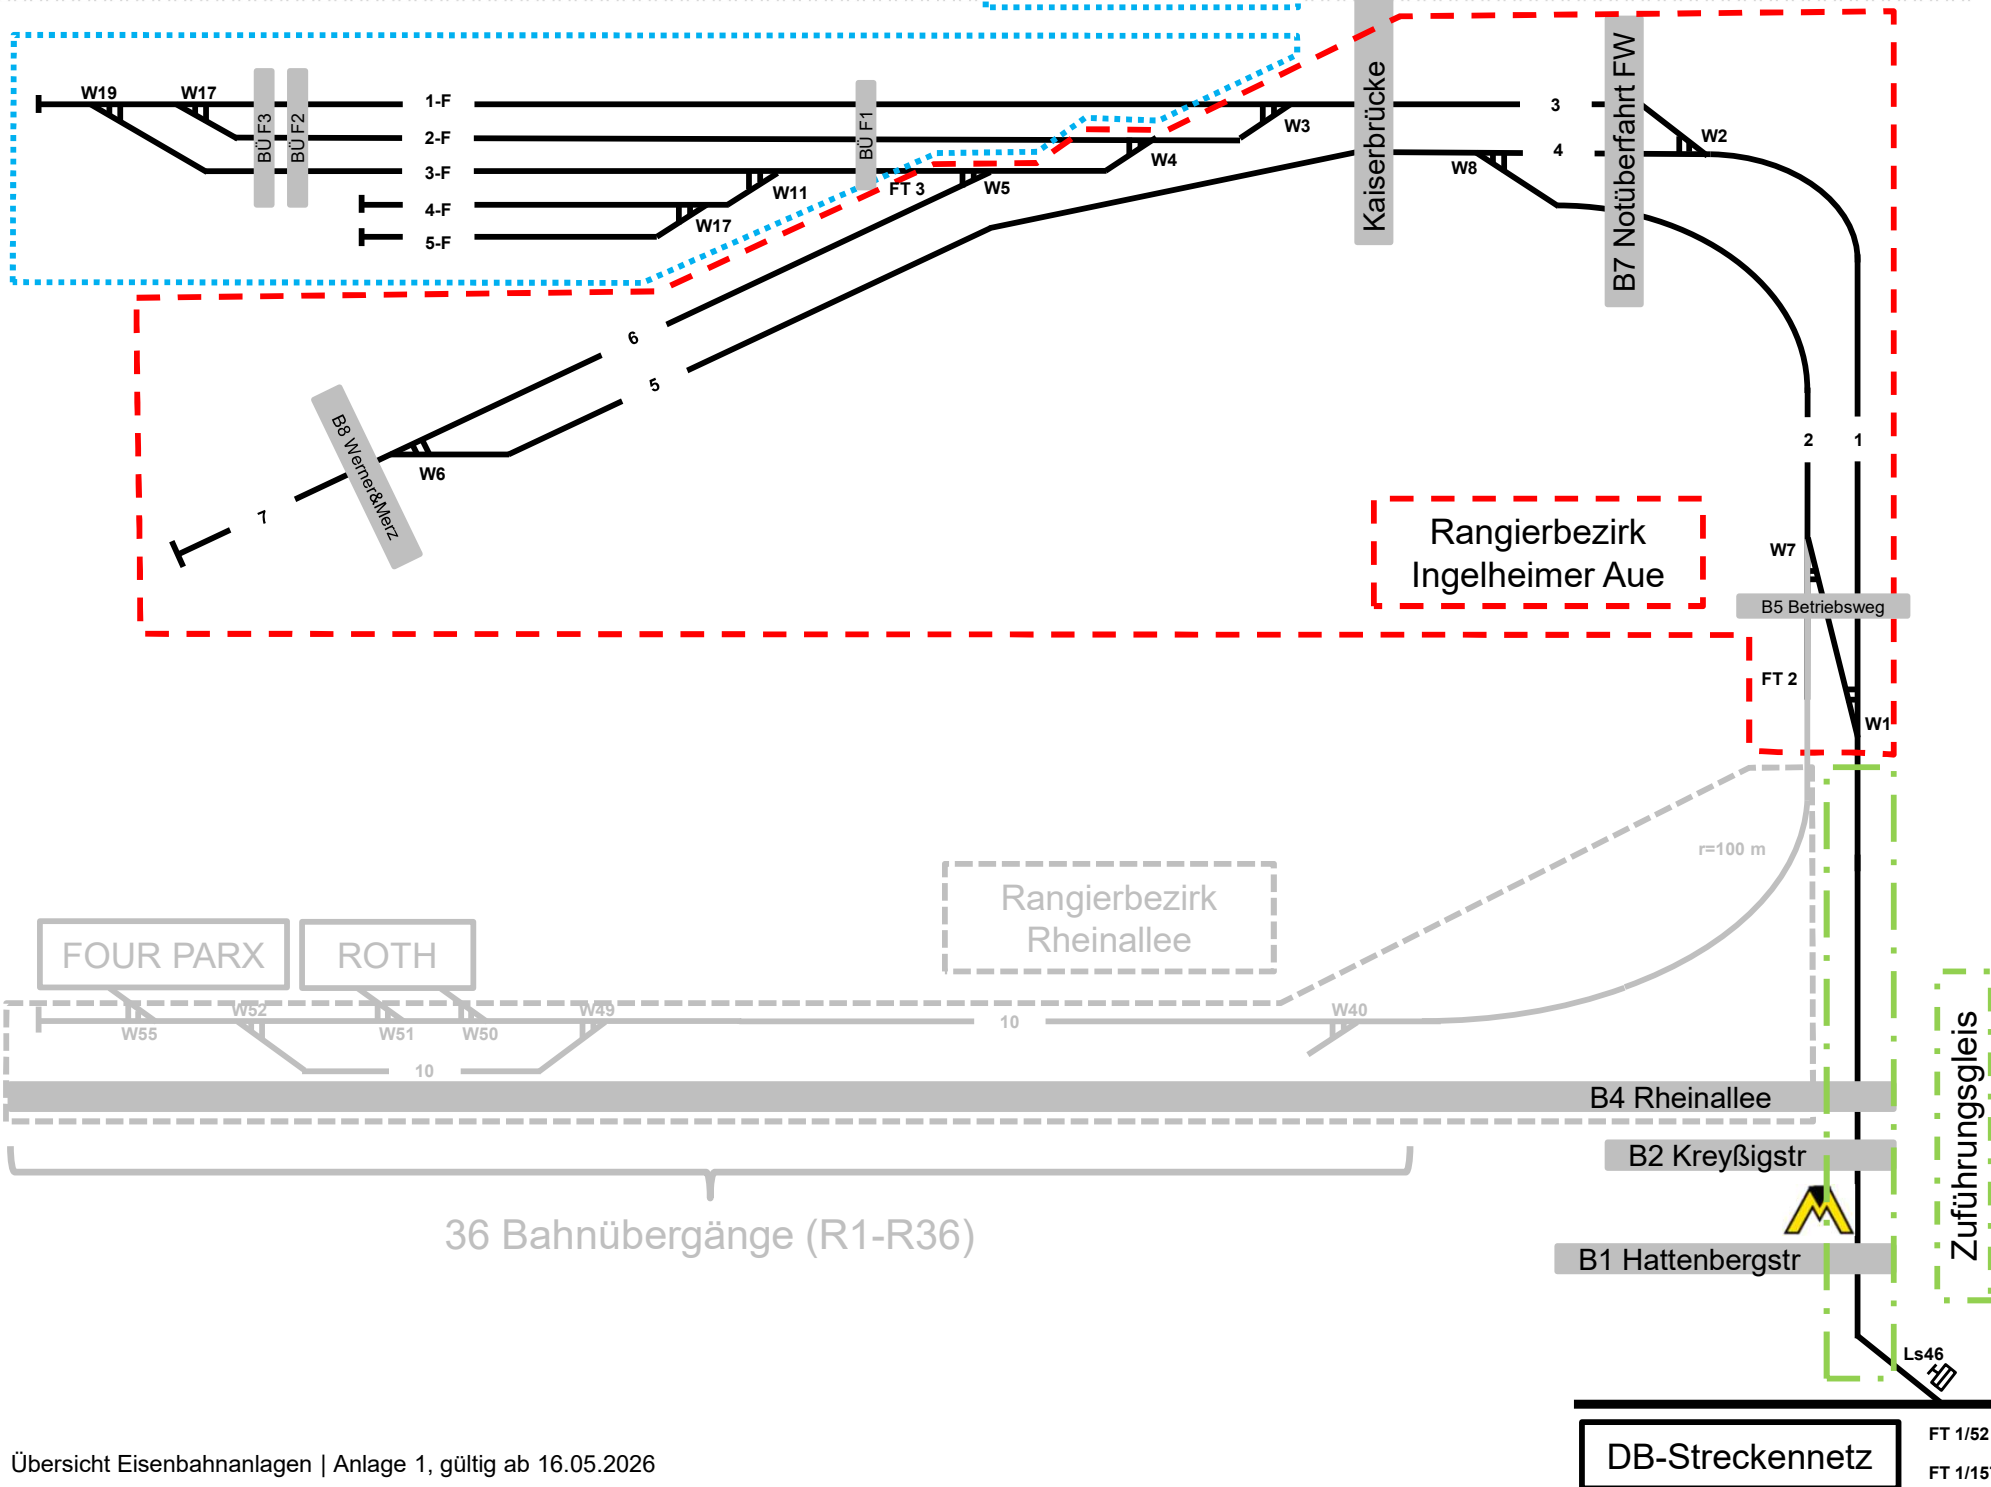 W19
W17
BÜ F3
BÜ F2
1-F
2-F
3-F
4-F
5-F
BÜ F1
FT 3
W11
W17
W5
W4
W3
Kaiserbrücke
3
4
W8
B7 Notüberfahrt FW
W2
6
5
B8 Werner&Merz
W6
7
2
1
Rangierbezirk
Ingelheimer Aue
W7
B5 Betriebsweg
FT 2
W1
r=100 m
Rangierbezirk
Rheinallee
FOUR PARX
ROTH
W55
W52
W51
W50
W49
10
W40
10
B4 Rheinallee
B2 Kreyßigstr
36 Bahnübergänge (R1-R36)
B1 Hattenbergstr
Zuführungsgleis
Ls46
DB-Streckennetz
FT 1/52
Übersicht Eisenbahnanlagen | Anlage 1, gültig ab 16.05.2026